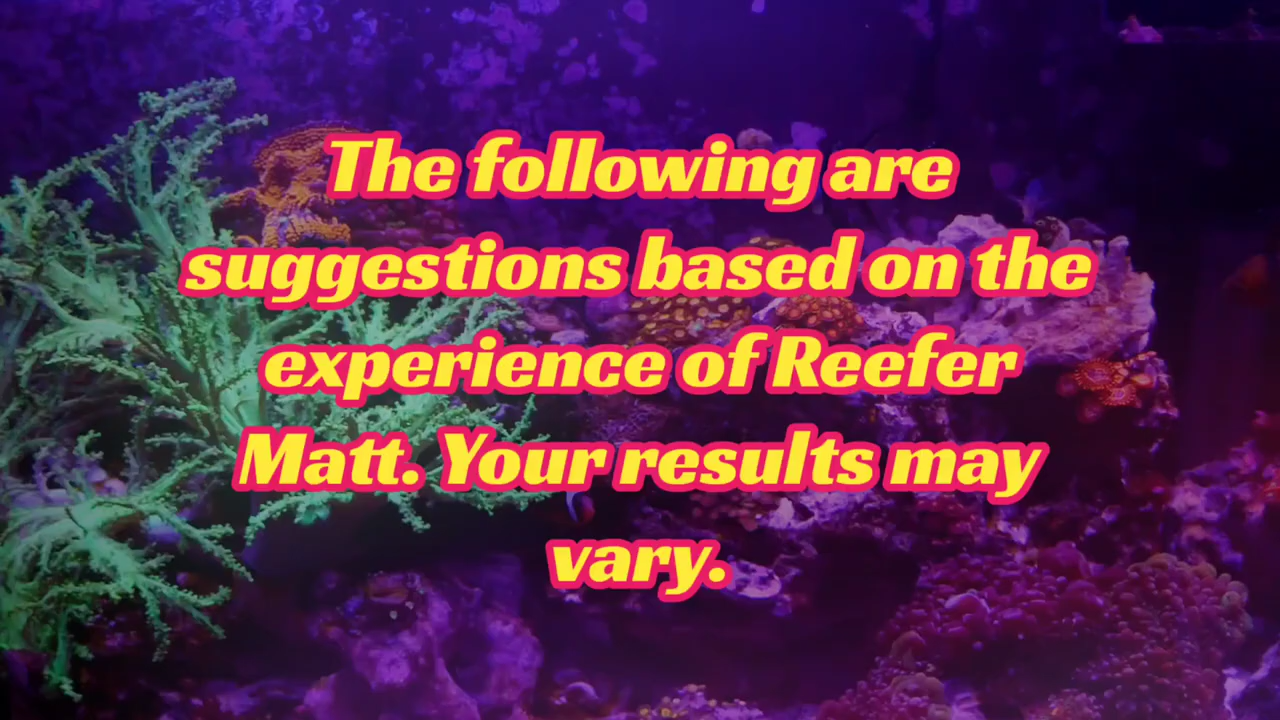 The following are
suggestions based on the
experience of Reefer
Matt. Your results may
vary.